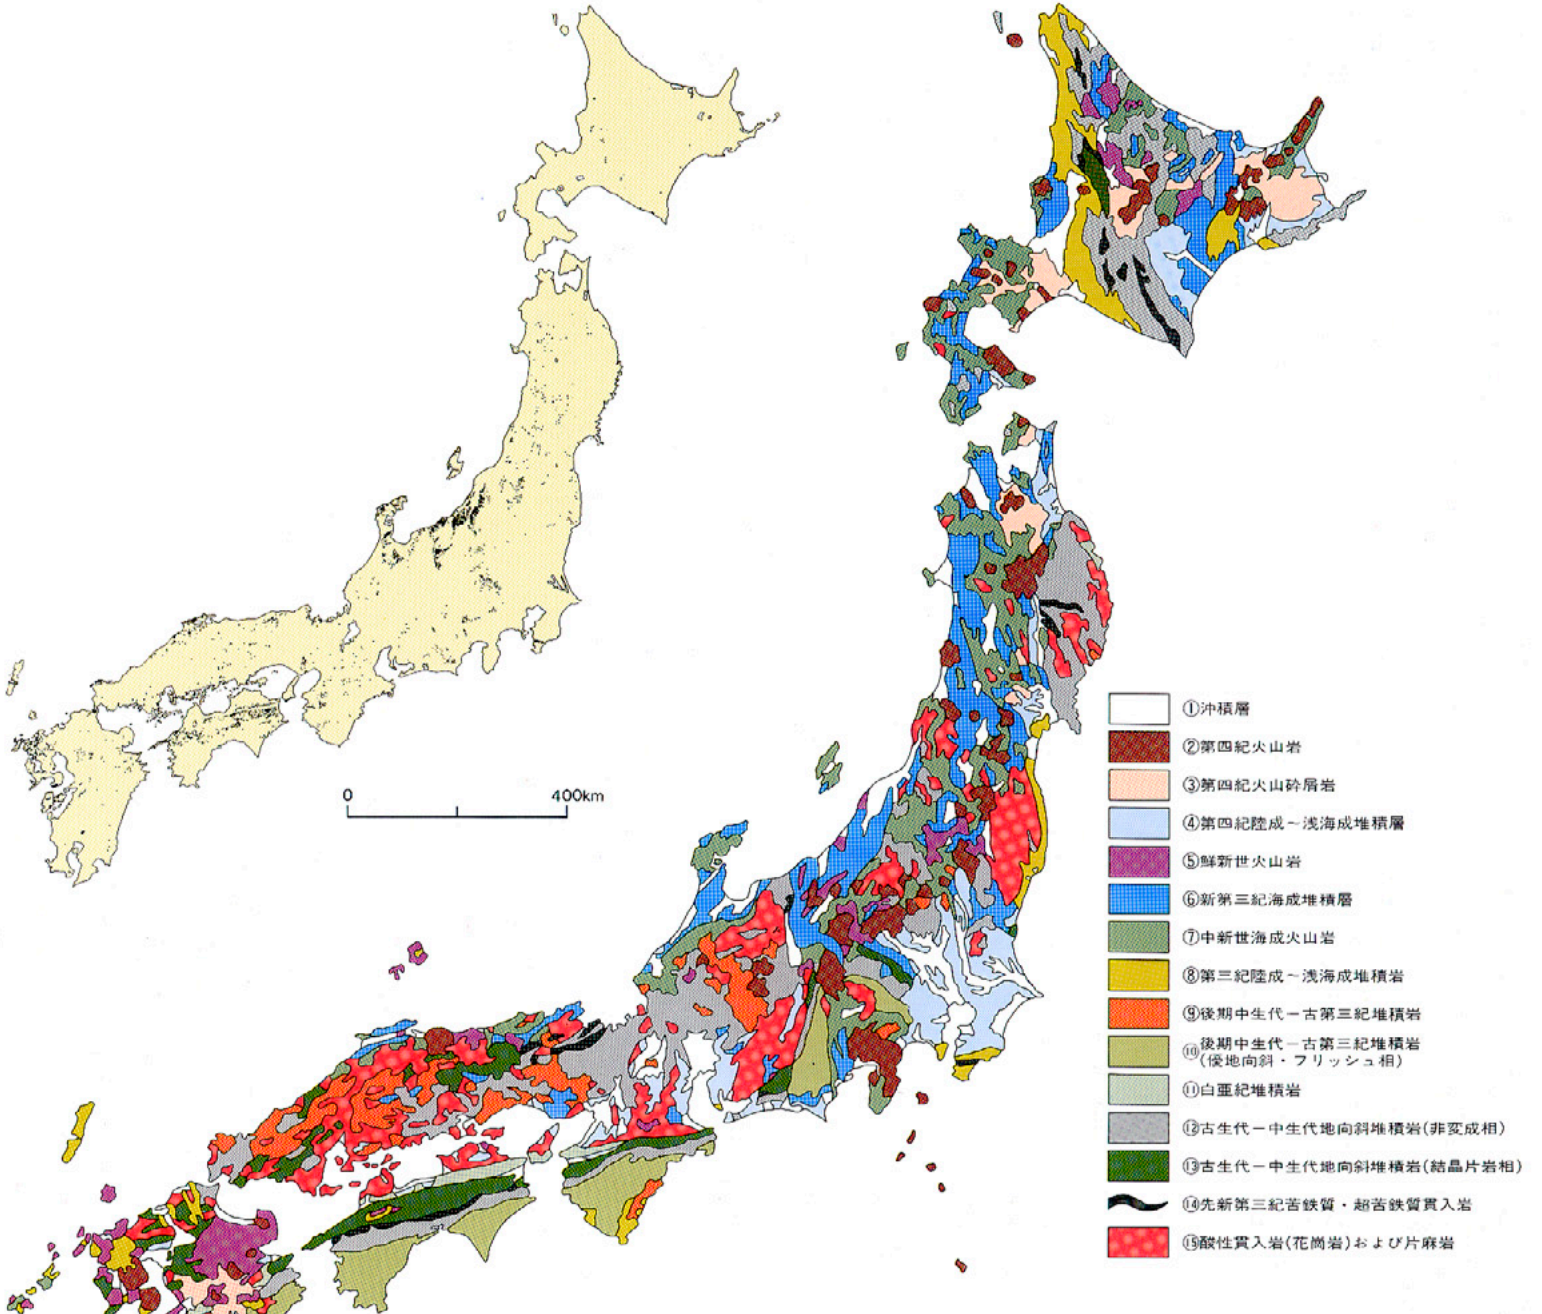 0
400km
①沖積層
②第四紀火山岩
③第四紀火山砕屑岩
④第四紀陸成～浅海成堆積層
⑤鮮新世火山岩
⑥新第三紀海成堆積層
⑦中新世海成火山岩
⑧第三紀陸成～浅海成堆積岩
⑨後期中生代－古第三紀堆積岩
⑩後期中生代－古第三紀堆積岩
(優地向斜・フリッシュ相)
⑪白亜紀堆積岩
⑫古生代－中生代地向斜堆積岩(非変成相)
⑬古生代－中生代地向斜堆積岩(結晶片岩相)
⑭先新第三紀苦鉄質・超苦鉄質貫入岩
⑮酸性貫入岩(花崗岩)および片麻岩